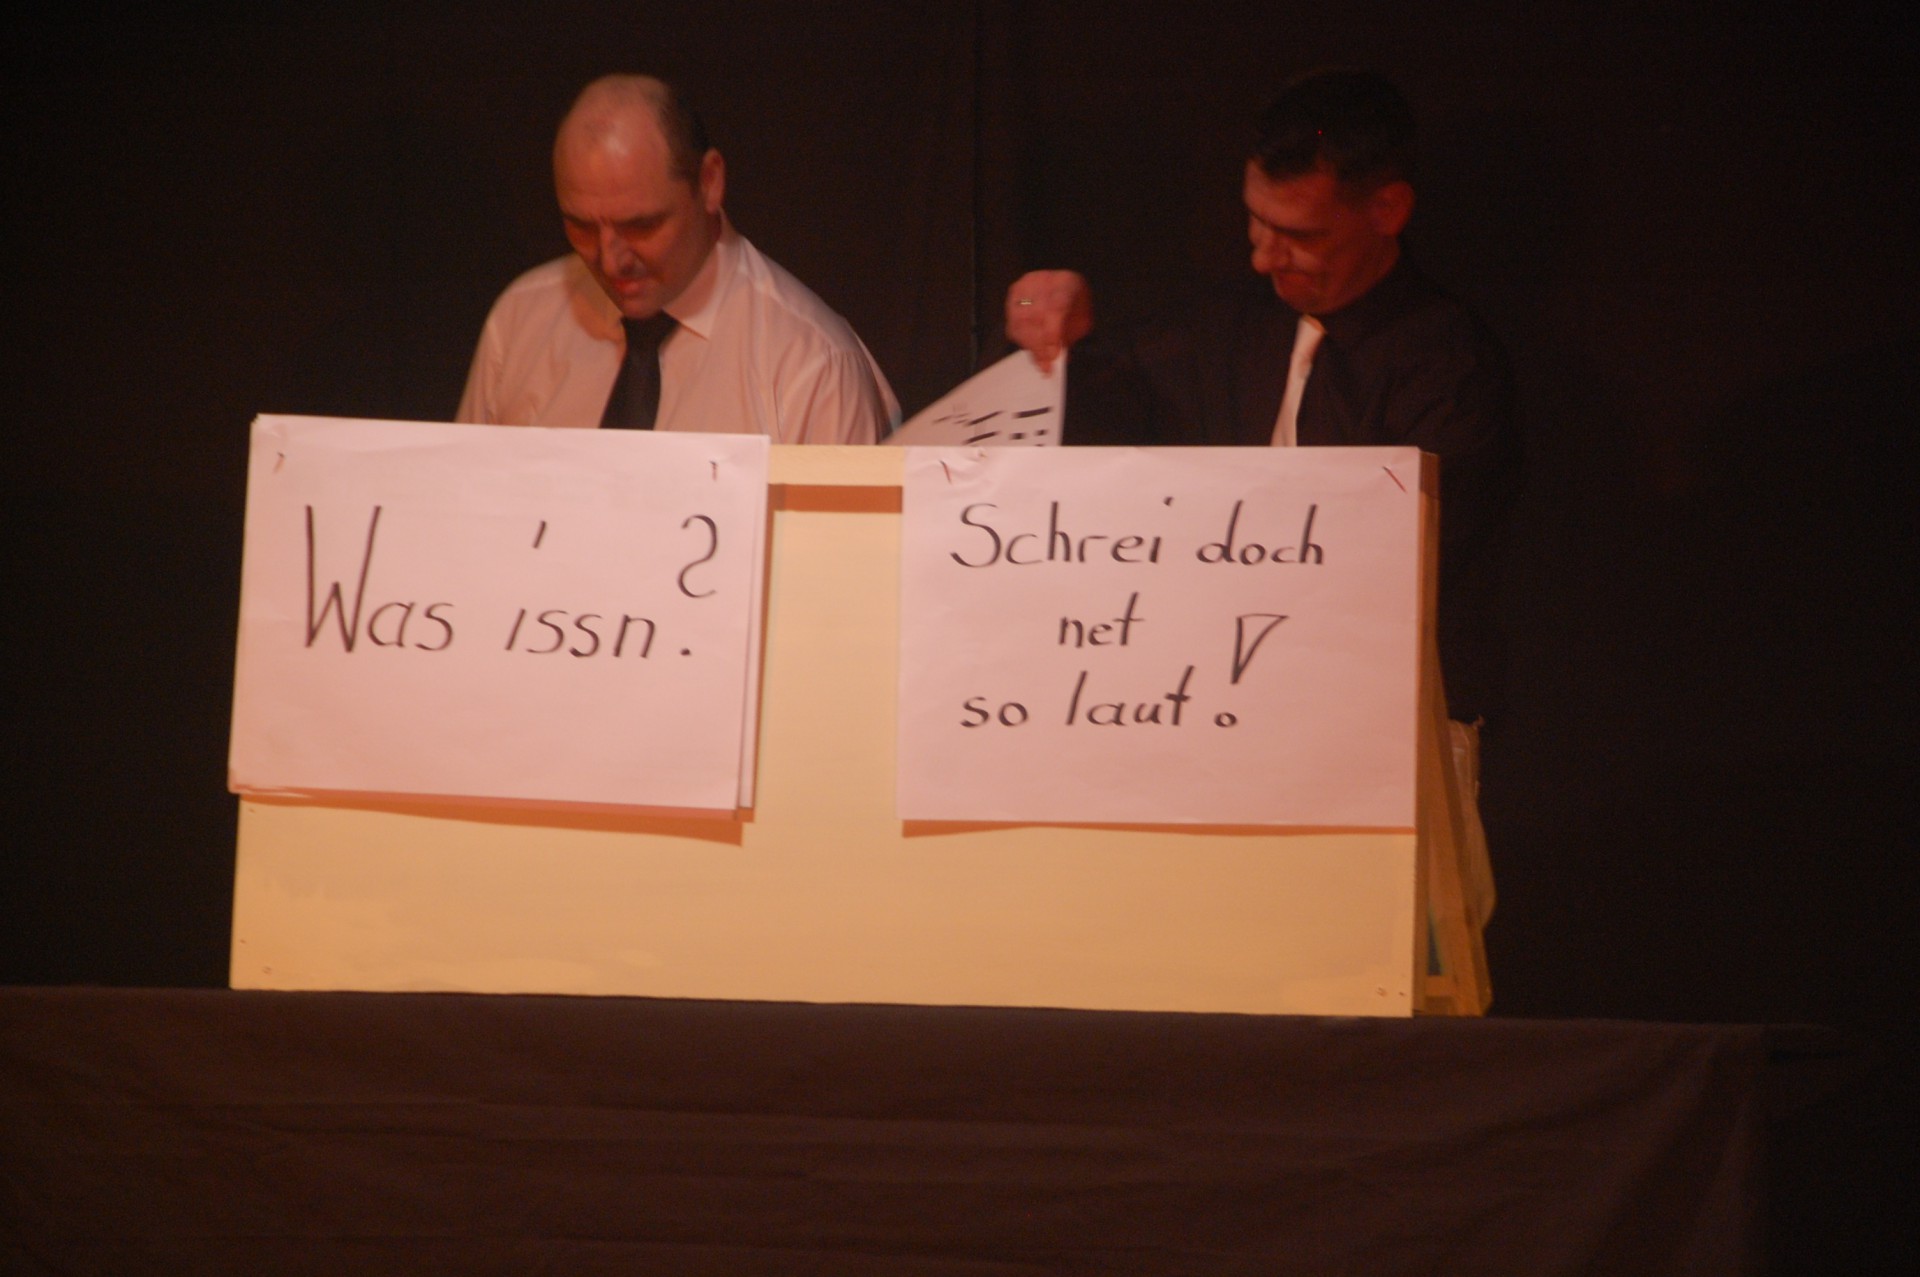 Was issn?
Schrei doch
net
so laut!